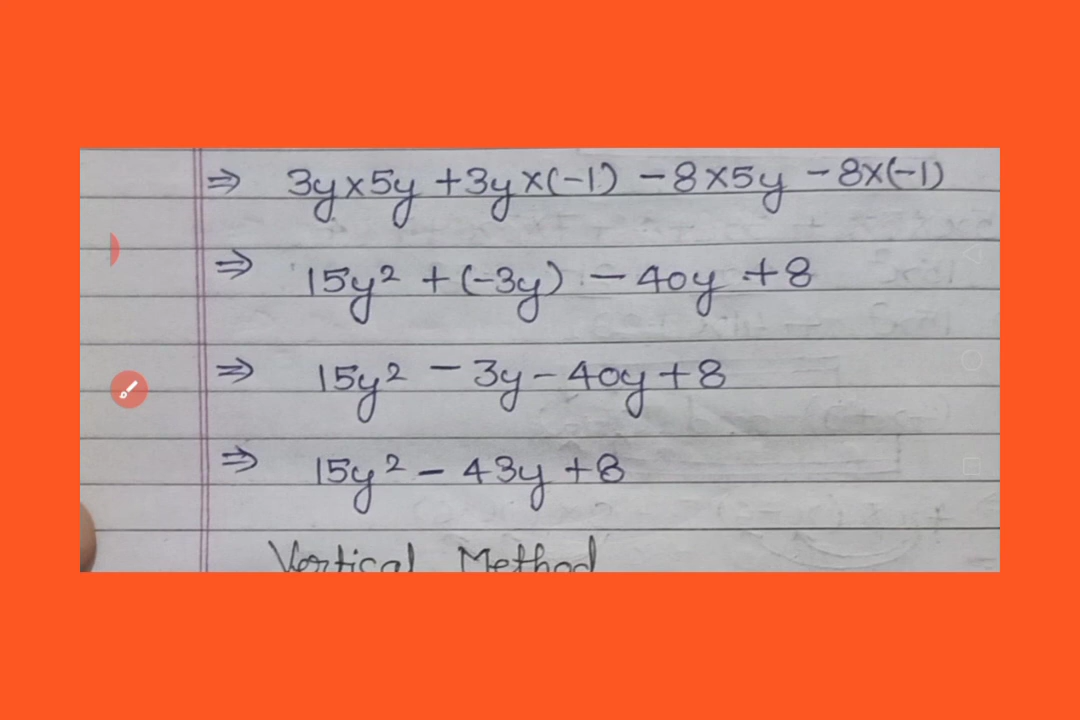 ⇒ 3y×5y +3y×(-1) -8×5y -8×(-1)
⇒ 15y² +(-3y) - 40y +8
⇒ 15y² - 3y - 40y +8
⇒ 15y² - 43y +8
Vertical Method